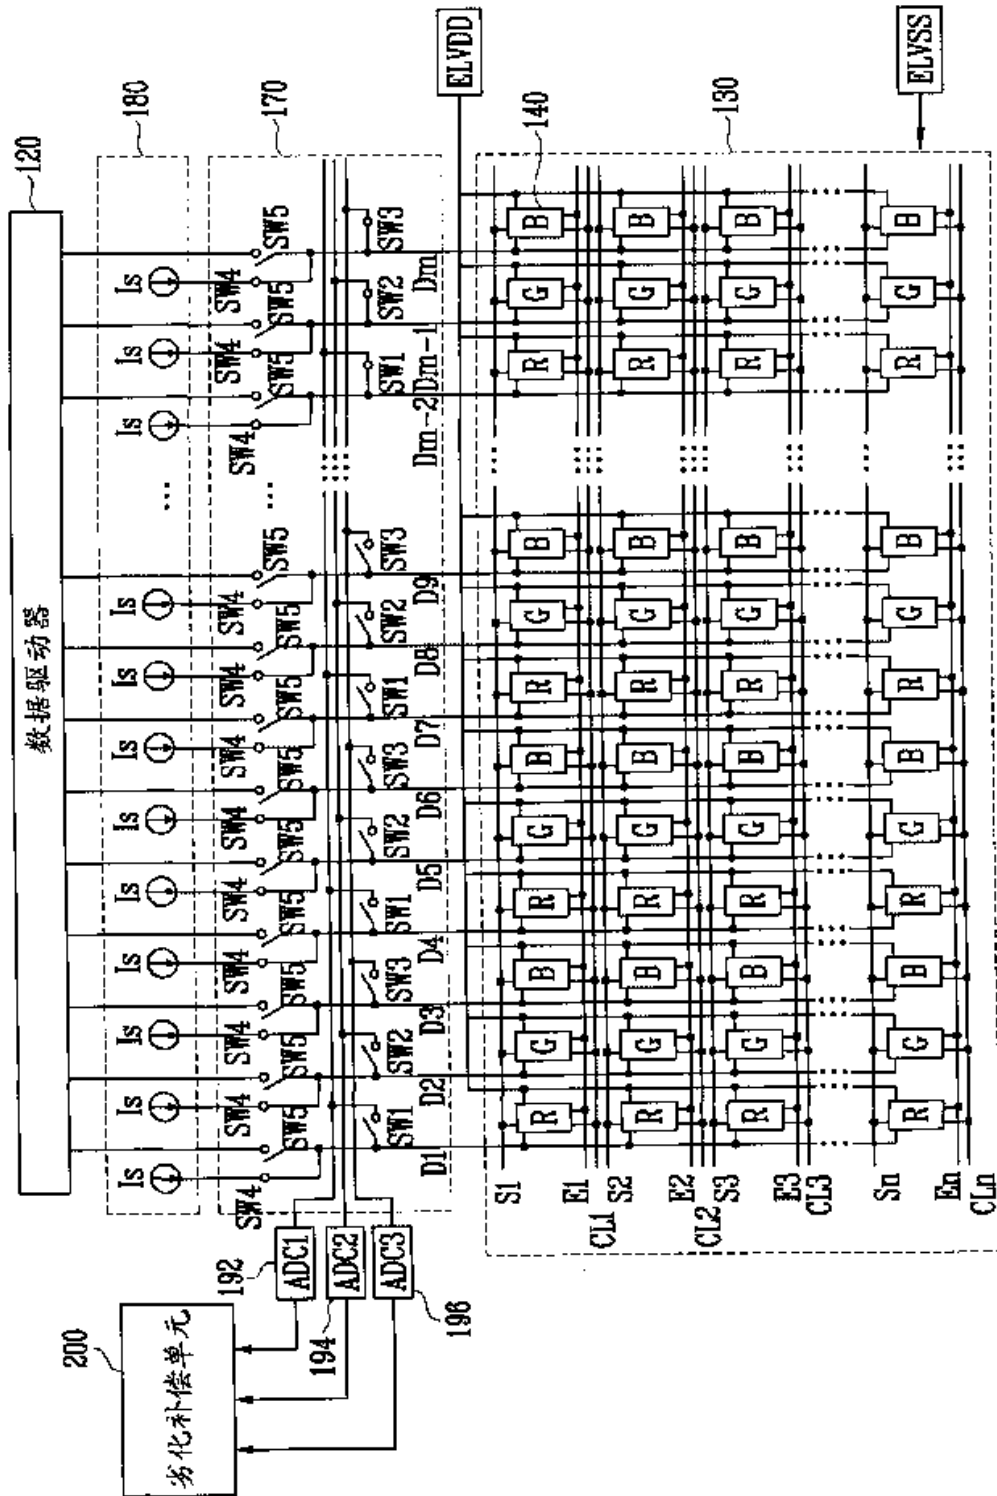 120
数据驱动器
180
Is Is Is Is Is Is Is Is Is ... Is Is Is
170
SW4 SW5 SW4 SW5 SW4 SW5 SW4 SW5 SW4 SW5 SW4 SW5 SW4 SW5 SW4 SW5 SW4 SW5 ... SW4 SW5 SW4 SW5 SW4 SW5
SW1 SW2 SW3 SW1 SW2 SW3 SW1 SW2 SW3 SW1 SW2 SW3
D1 D2 D3 D4 D5 D6 D7 D8 D9 Dm-2 Dm-1 Dm
200
劣化补偿单元
192
ADC1
194
ADC2
196
ADC3
ELVDD
130
140
S1
R G B R G B R G B R G B
E1
CL1
S2
R G B R G B R G B R G B
E2
CL2
S3
R G B R G B R G B R G B
E3
CL3
Sn
R G B R G B R G B R G B
En
CLn
ELVSS